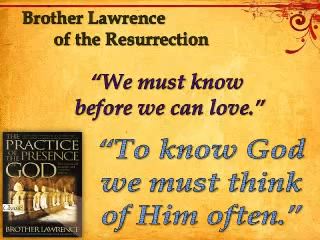 Brother Lawrence
of the Resurrection
“We must know
before we can love.”
“To know God
we must think
of Him often.”
THE
PRACTICE
OF THE
PRESENCE
OF
GOD
BROTHER LAWRENCE